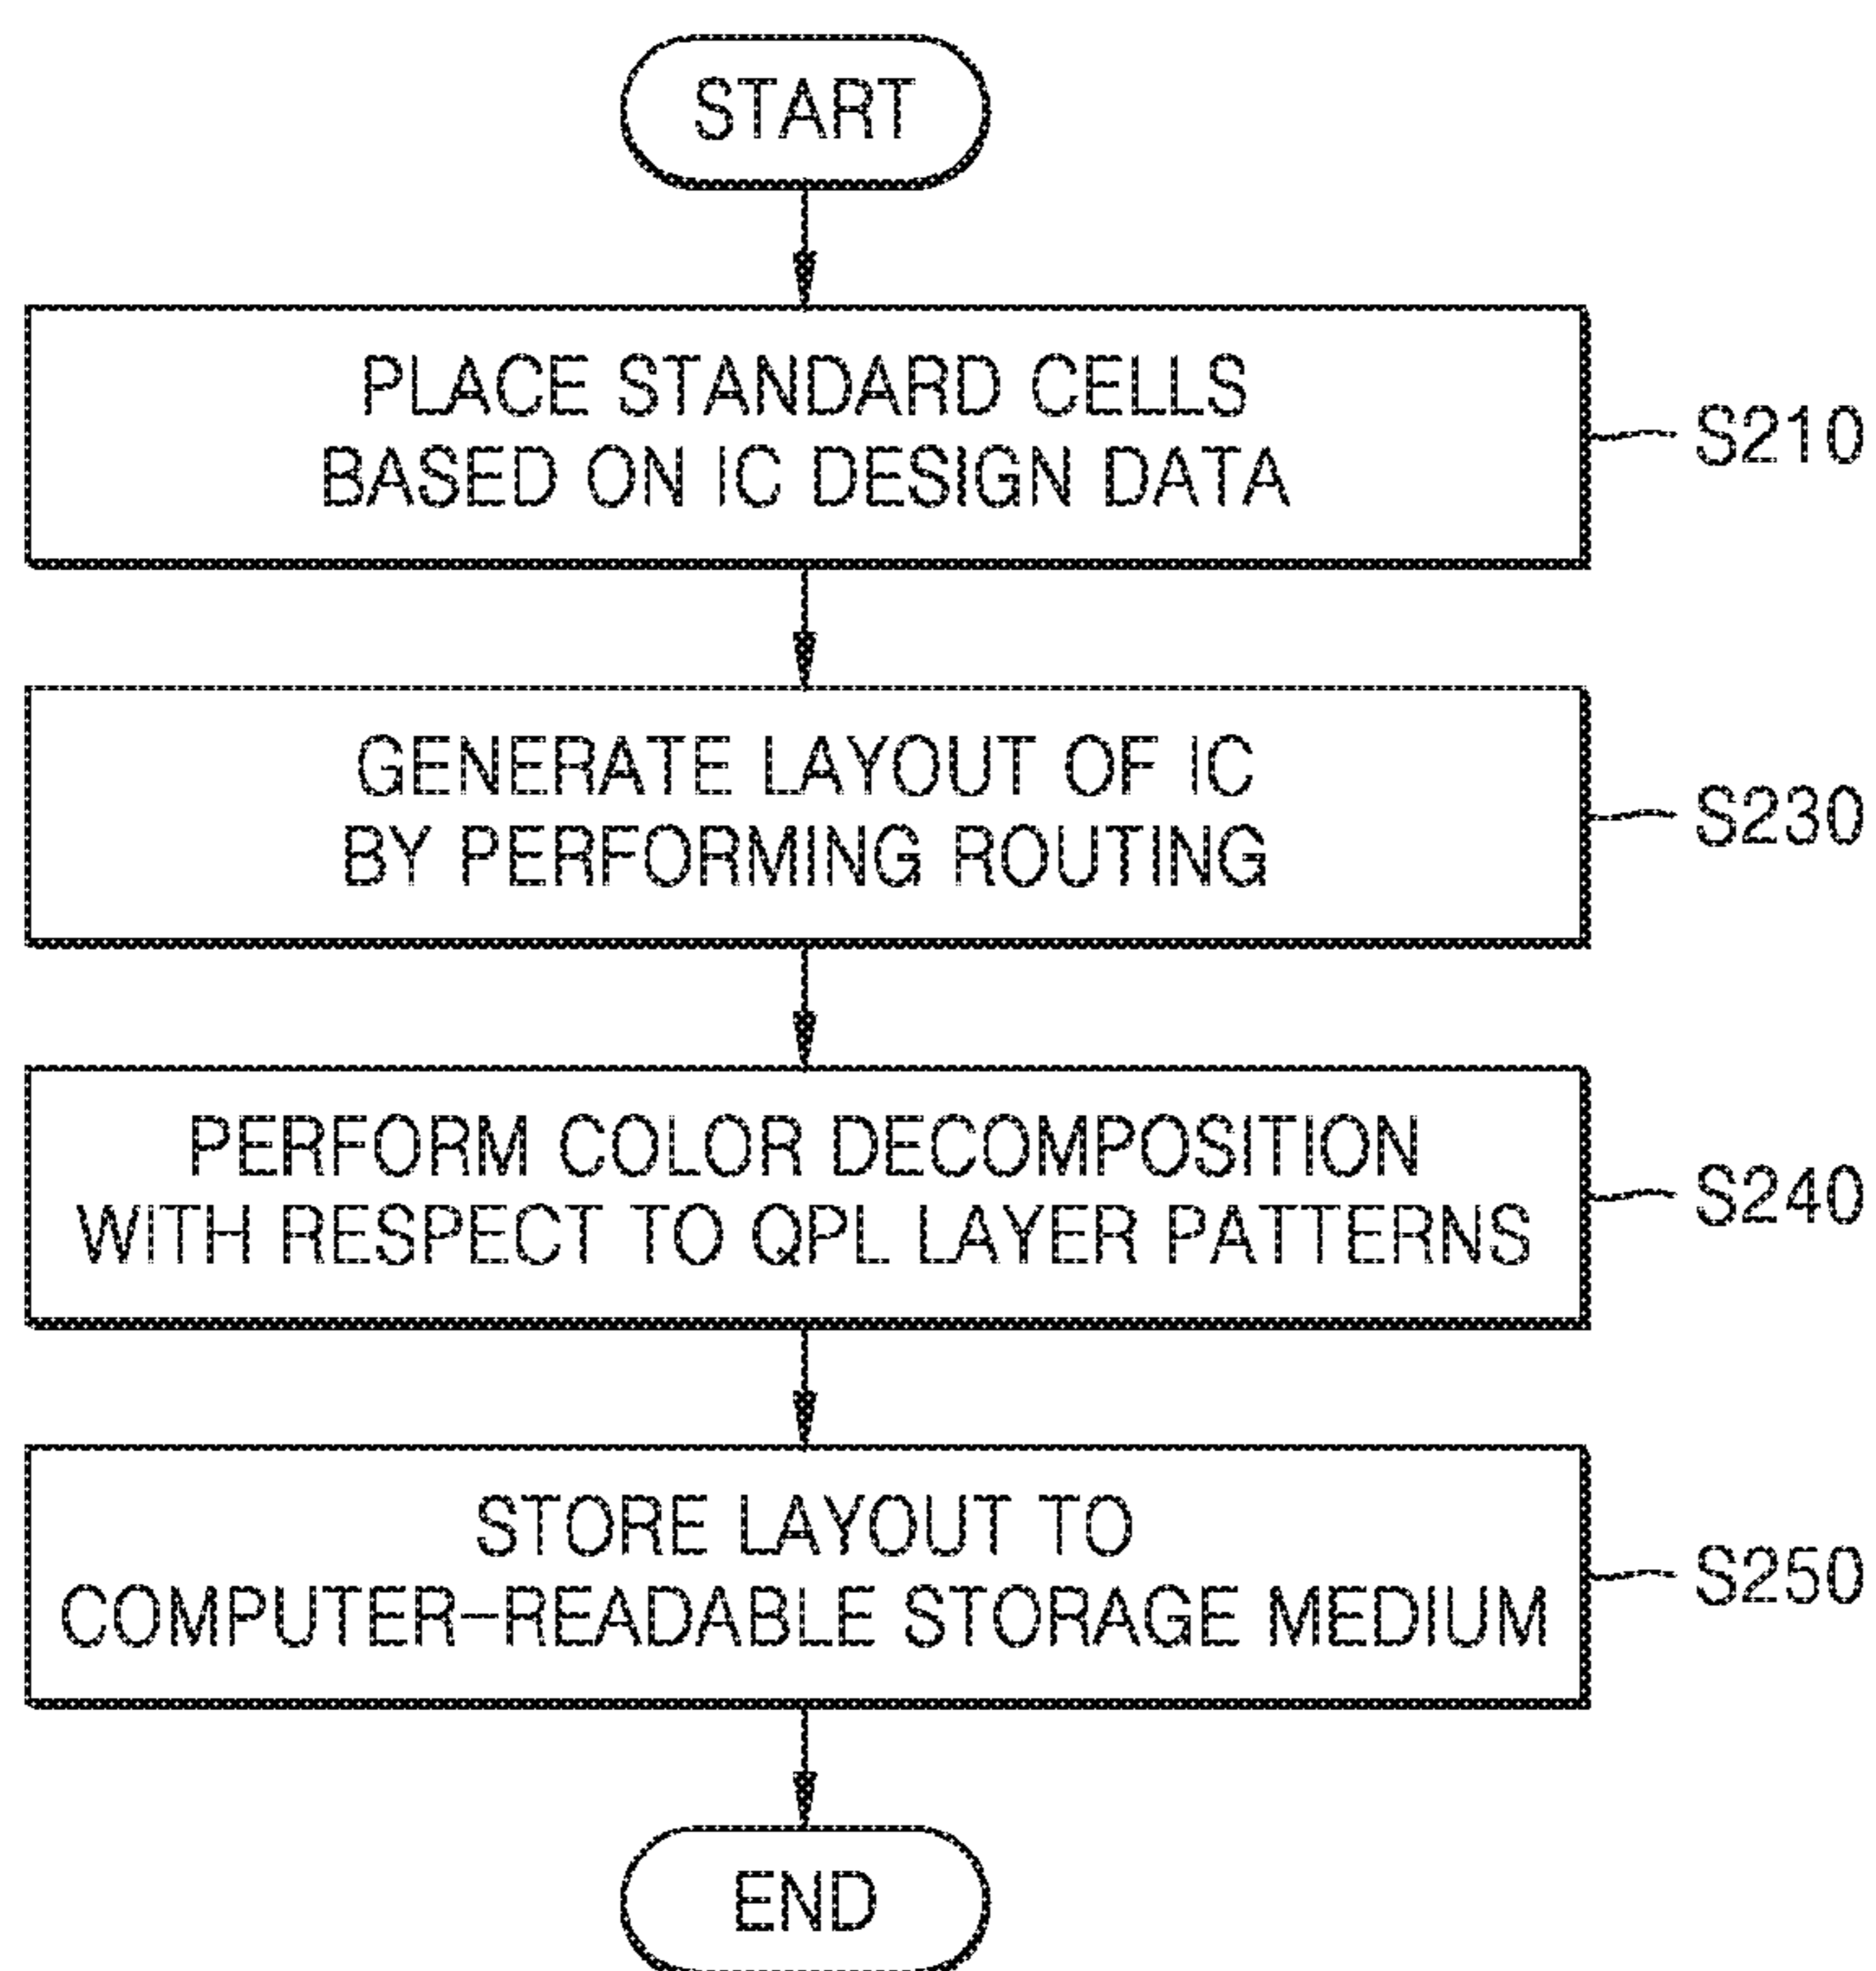 START
PLACE STANDARD CELLS
BASED ON IC DESIGN DATA
S210
GENERATE LAYOUT OF IC
BY PERFORMING ROUTING
S230
PERFORM COLOR DECOMPOSITION
WITH RESPECT TO QPL LAYER PATTERNS
S240
STORE LAYOUT TO
COMPUTER-READABLE STORAGE MEDIUM
S250
END